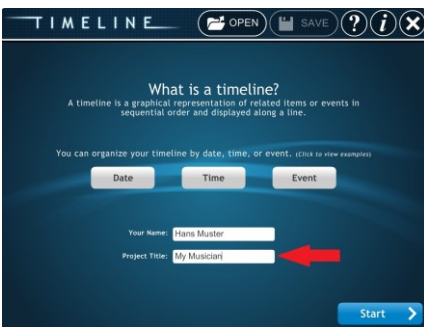 TIMELINE
OPEN
SAVE
?
i
X
What is a timeline?
A timeline is a graphical representation of related items or events in
sequential order and displayed along a line.
You can organize your timeline by date, time, or event. (Click to view examples)
Date
Time
Event
Your Name: Hans Muster
Project Title: My Musician
Start